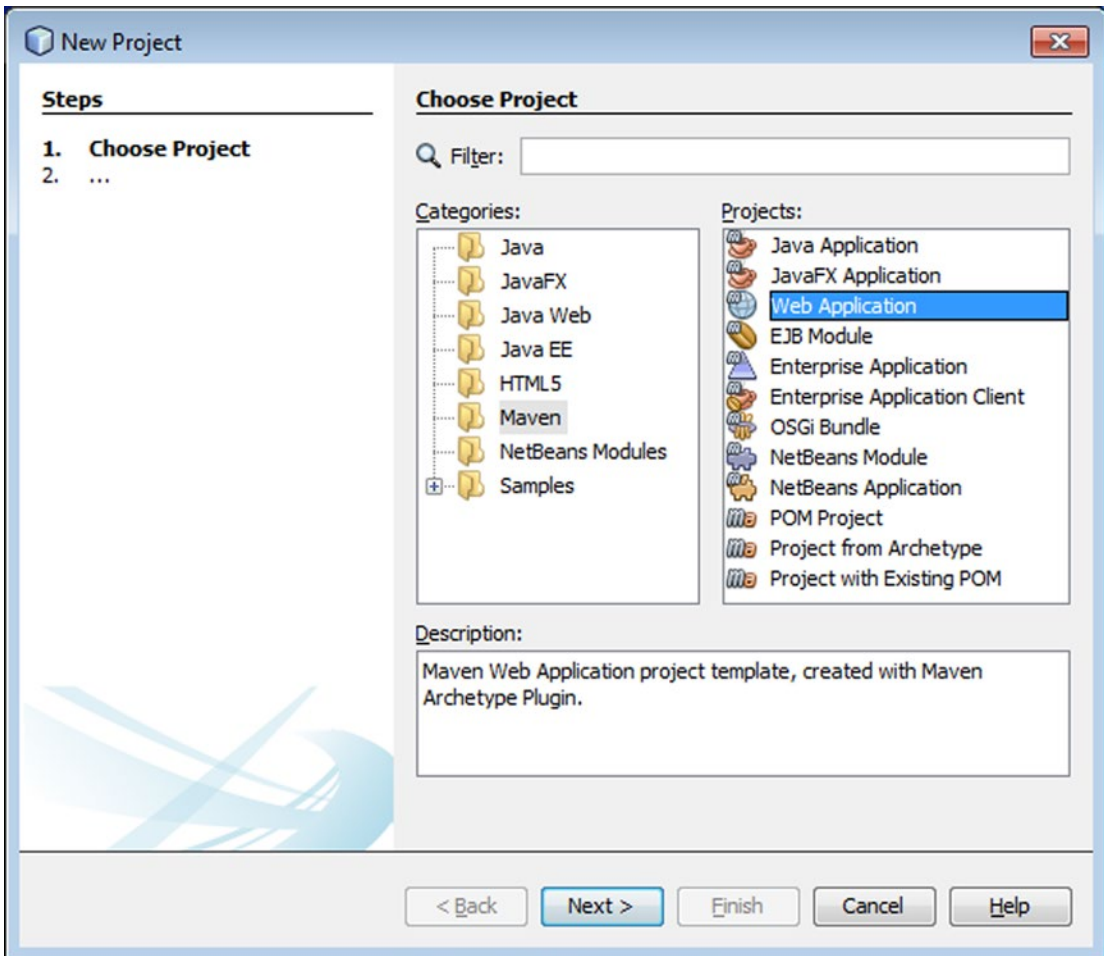 New Project
Steps
1. Choose Project
2. ...
Choose Project
Filter:
Categories:
Java
JavaFX
Java Web
Java EE
HTML5
Maven
NetBeans Modules
Samples
Projects:
Java Application
JavaFX Application
Web Application
EJB Module
Enterprise Application
Enterprise Application Client
OSGi Bundle
NetBeans Module
NetBeans Application
POM Project
Project from Archetype
Project with Existing POM
Description:
Maven Web Application project template, created with Maven
Archetype Plugin.
< Back Next > Finish Cancel Help